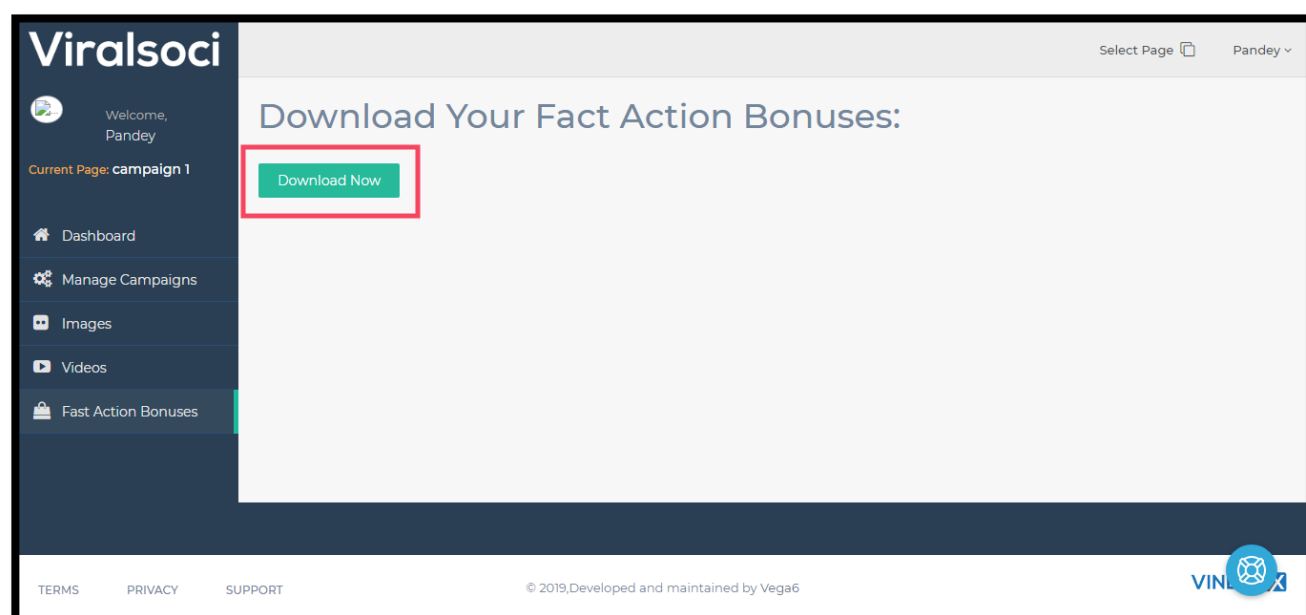 Viralsoci
Select Page
Pandey
Welcome,
Pandey
Current Page: campaign 1
Download Your Fact Action Bonuses:
Download Now
Dashboard
Manage Campaigns
Images
Videos
Fast Action Bonuses
TERMS PRIVACY SUPPORT
© 2019,Developed and maintained by Vega6